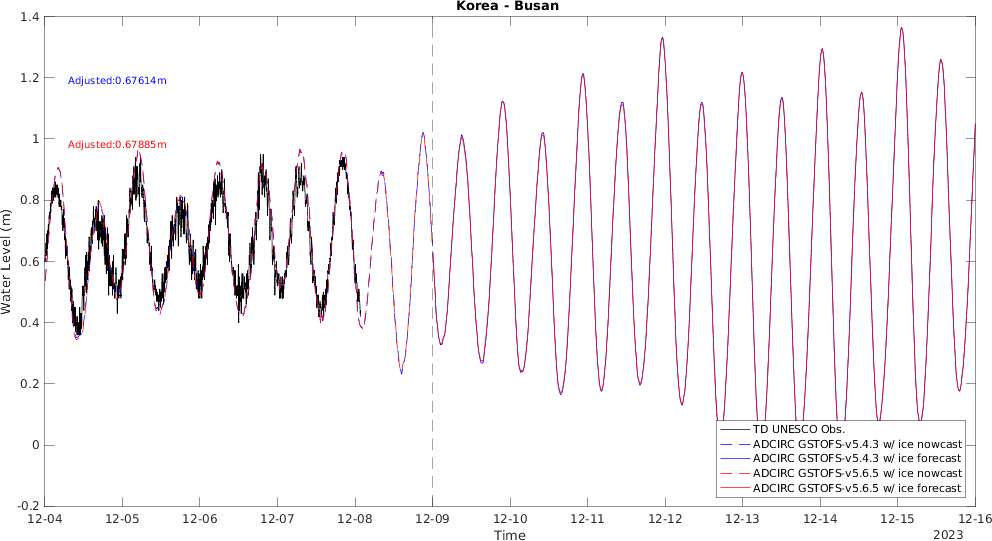 Korea - Busan
1.4
1.2
1
0.8
0.6
0.4
0.2
0
-0.2
Water Level (m)
Adjusted:0.67614m
Adjusted:0.67885m
TD UNESCO Obs.
ADCIRC GSTOFS-v5.4.3 w/ ice nowcast
ADCIRC GSTOFS-v5.4.3 w/ ice forecast
ADCIRC GSTOFS-v5.6.5 w/ ice nowcast
ADCIRC GSTOFS-v5.6.5 w/ ice forecast
12-04 12-05 12-06 12-07 12-08 12-09 12-10 12-11 12-12 12-13 12-14 12-15 12-16
Time
2023